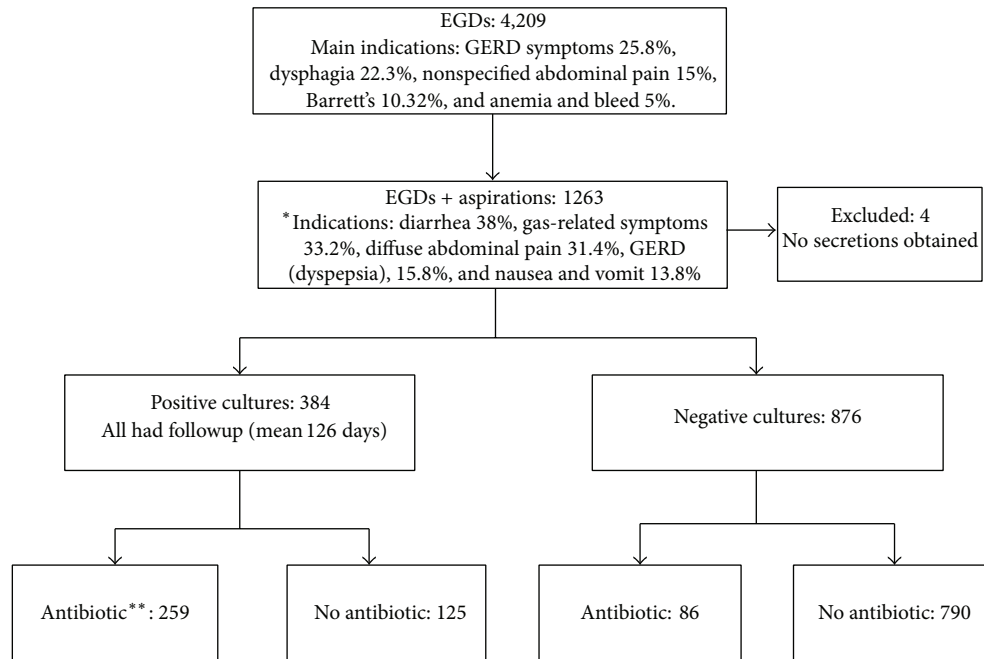 EGDs: 4,209
Main indications: GERD symptoms 25.8%,
dysphagia 22.3%, nonspecified abdominal pain 15%,
Barrett's 10.32%, and anemia and bleed 5%.
EGDs + aspirations: 1263
*Indications: diarrhea 38%, gas-related symptoms
33.2%, diffuse abdominal pain 31.4%, GERD
(dyspepsia), 15.8%, and nausea and vomit 13.8%
Excluded: 4
No secretions obtained
Positive cultures: 384
All had followup (mean 126 days)
Negative cultures: 876
Antibiotic**: 259
No antibiotic: 125
Antibiotic: 86
No antibiotic: 790